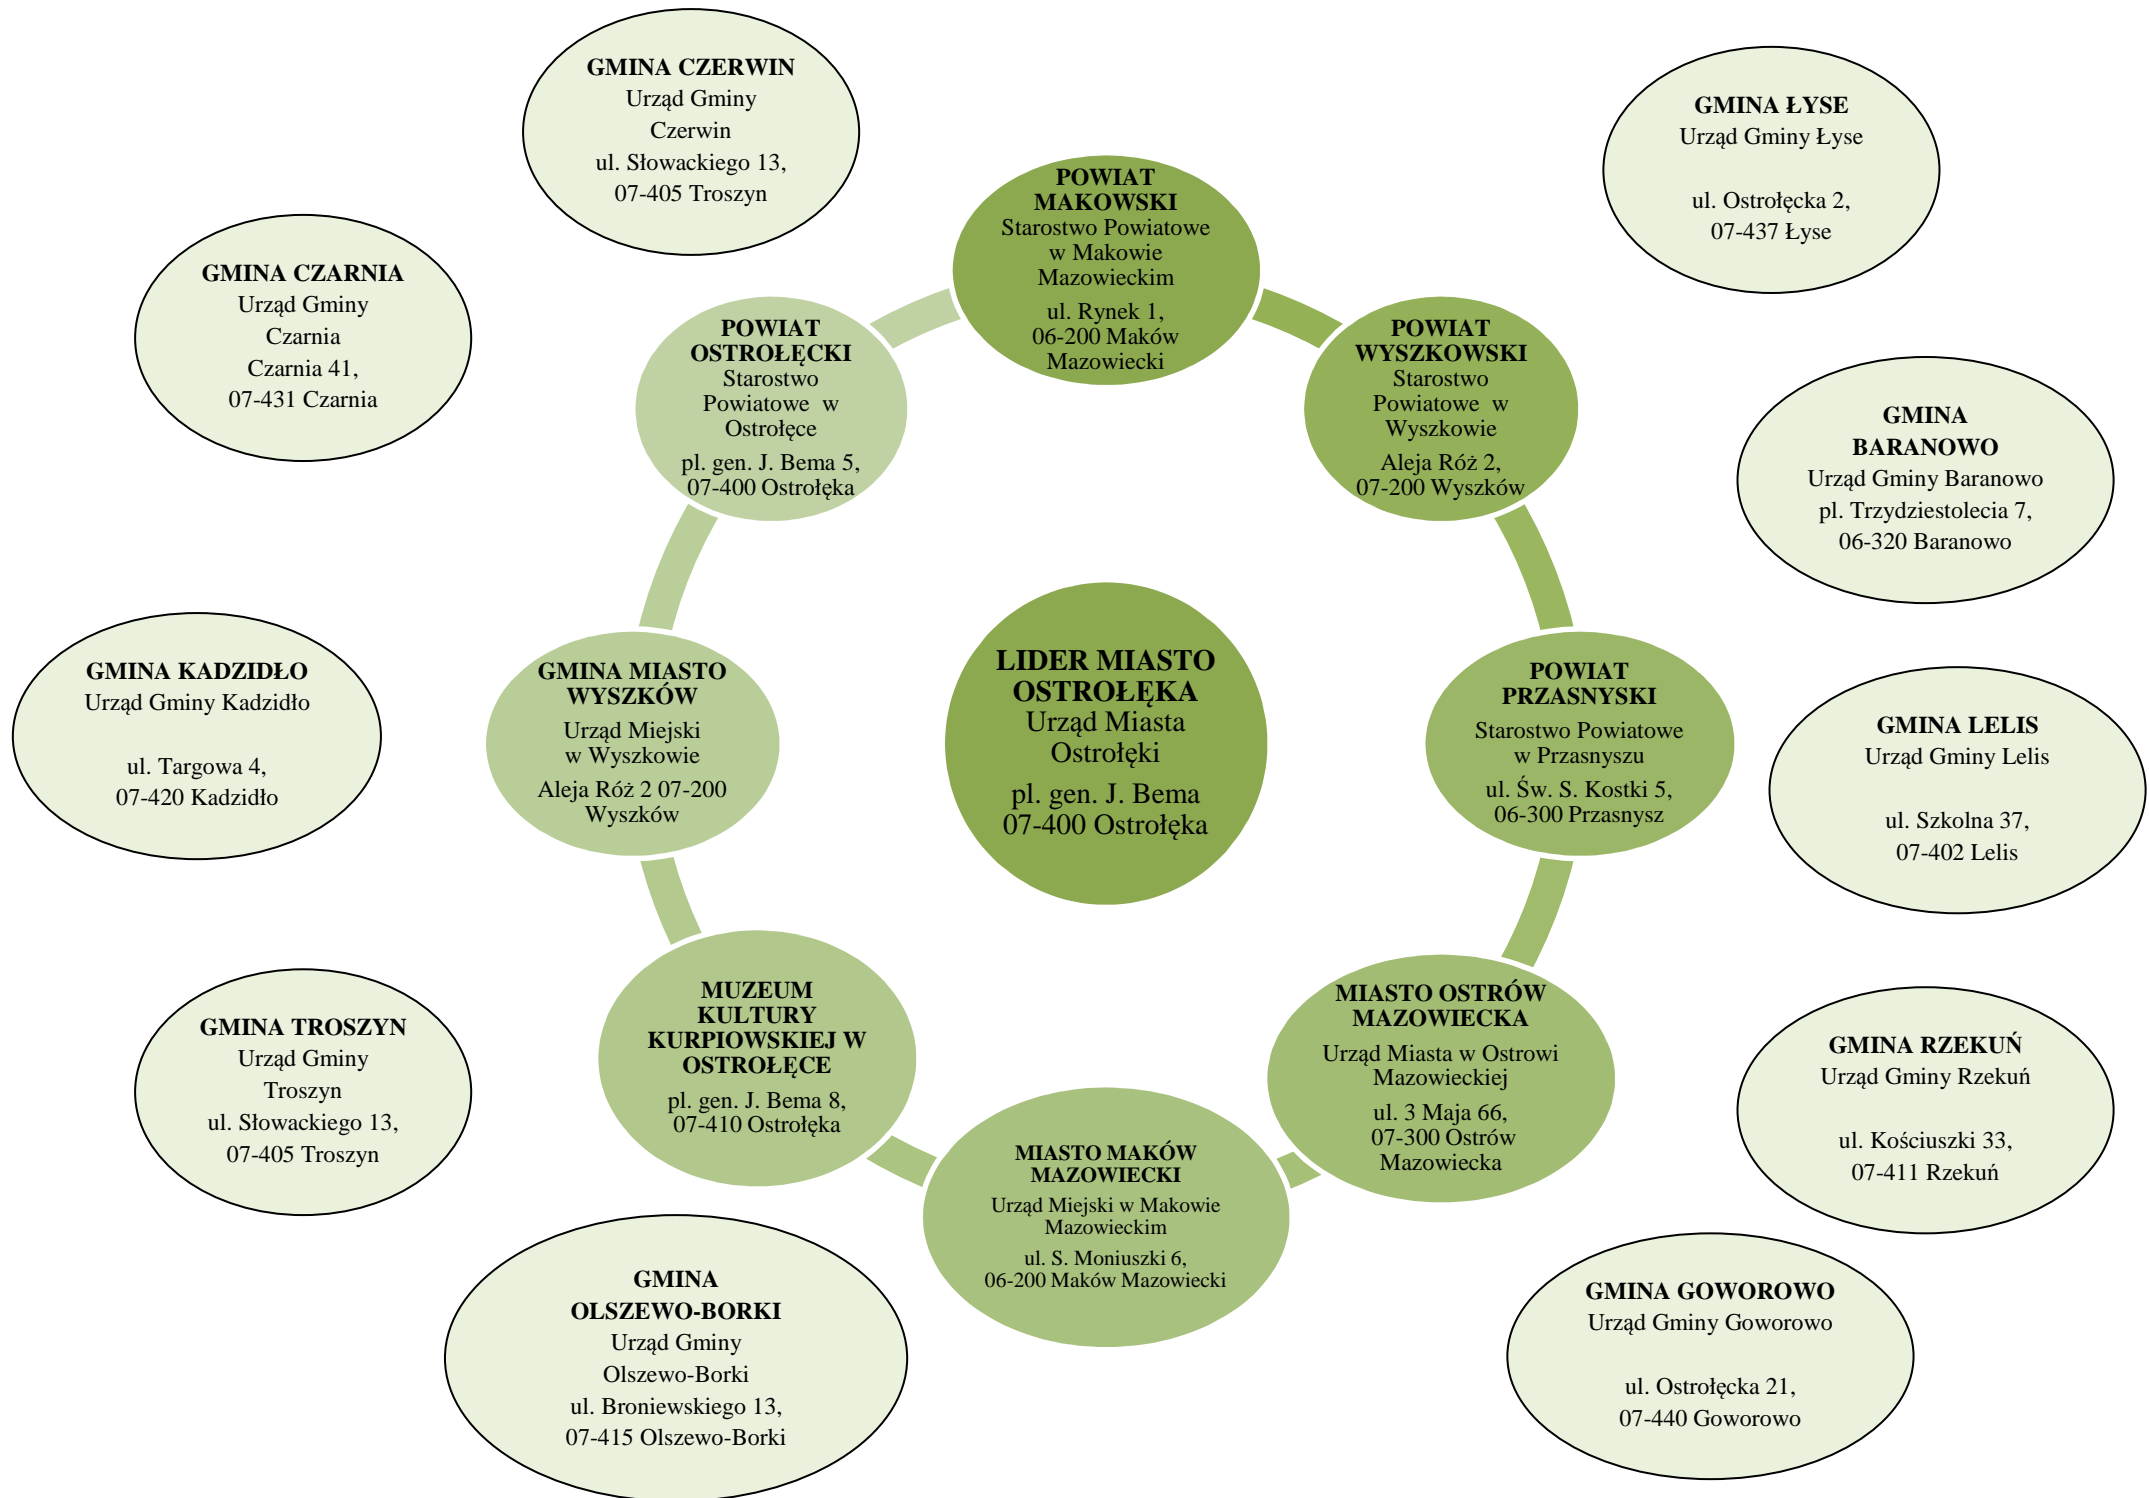 GMINA CZERWIN
Urząd Gminy
Czerwin
ul. Słowackiego 13,
07-405 Troszyn
GMINA ŁYSE
Urząd Gminy Łyse
ul. Ostrołęcka 2,
07-437 Łyse
POWIAT
MAKOWSKI
Starostwo Powiatowe
w Makowie
Mazowieckim
ul. Rynek 1,
06-200 Maków
Mazowiecki
GMINA CZARNIA
Urząd Gminy
Czarnia
Czarnia 41,
07-431 Czarnia
POWIAT
OSTROŁĘCKI
Starostwo
Powiatowe w
Ostrołęce
pl. gen. J. Bema 5,
07-400 Ostrołęka
POWIAT
WYSZKOWSKI
Starostwo
Powiatowe w
Wyszkowie
Aleja Róż 2,
07-200 Wyszków
GMINA
BARANOWO
Urząd Gminy Baranowo
pl. Trzydziestolecia 7,
06-320 Baranowo
GMINA KADZIDŁO
Urząd Gminy Kadzidło
ul. Targowa 4,
07-420 Kadzidło
GMINA MIASTO
WYSZKÓW
Urząd Miejski
w Wyszkowie
Aleja Róż 2 07-200
Wyszków
LIDER MIASTO
OSTROŁĘKA
Urząd Miasta
Ostrołęki
pl. gen. J. Bema
07-400 Ostrołęka
POWIAT
PRZASNYSKI
Starostwo Powiatowe
w Przasnyszu
ul. Św. S. Kostki 5,
06-300 Przasnysz
GMINA LELIS
Urząd Gminy Lelis
ul. Szkolna 37,
07-402 Lelis
GMINA TROSZYN
Urząd Gminy
Troszyn
ul. Słowackiego 13,
07-405 Troszyn
MUZEUM
KULTURY
KURPIOWSKIEJ W
OSTROŁĘCE
pl. gen. J. Bema 8,
07-410 Ostrołęka
MIASTO OSTRÓW
MAZOWIECKA
Urząd Miasta w Ostrowi
Mazowieckiej
ul. 3 Maja 66,
07-300 Ostrów
Mazowiecka
GMINA RZEKUŃ
Urząd Gminy Rzekuń
ul. Kościuszki 33,
07-411 Rzekuń
MIASTO MAKÓW
MAZOWIECKI
Urząd Miejski w Makowie
Mazowieckim
ul. S. Moniuszki 6,
06-200 Maków Mazowiecki
GMINA
OLSZEWO-BORKI
Urząd Gminy
Olszewo-Borki
ul. Broniewskiego 13,
07-415 Olszewo-Borki
GMINA GOWOROWO
Urząd Gminy Goworowo
ul. Ostrołęcka 21,
07-440 Goworowo